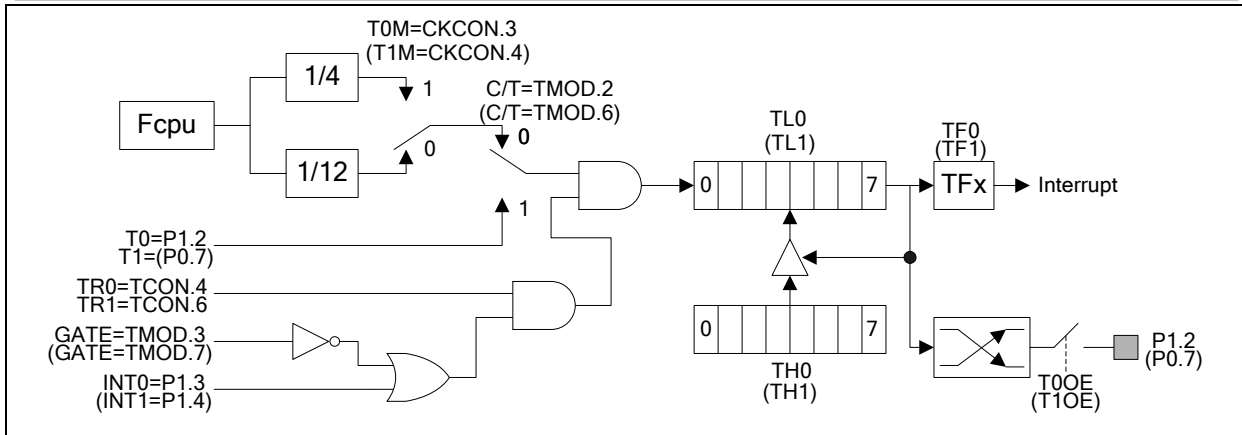 T0M=CKCON.3
(T1M=CKCON.4)
1/4
1
C/T=TMOD.2
(C/T=TMOD.6)
Fcpu
0
0
1/12
1
T0=P1.2
T1=(P0.7)
TR0=TCON.4
TR1=TCON.6
GATE=TMOD.3
(GATE=TMOD.7)
INT0=P1.3
(INT1=P1.4)
TL0
(TL1)
0 7
TF0
(TF1)
TFx
Interrupt
0 7
TH0
(TH1)
P1.2
(P0.7)
T0OE
(T1OE)